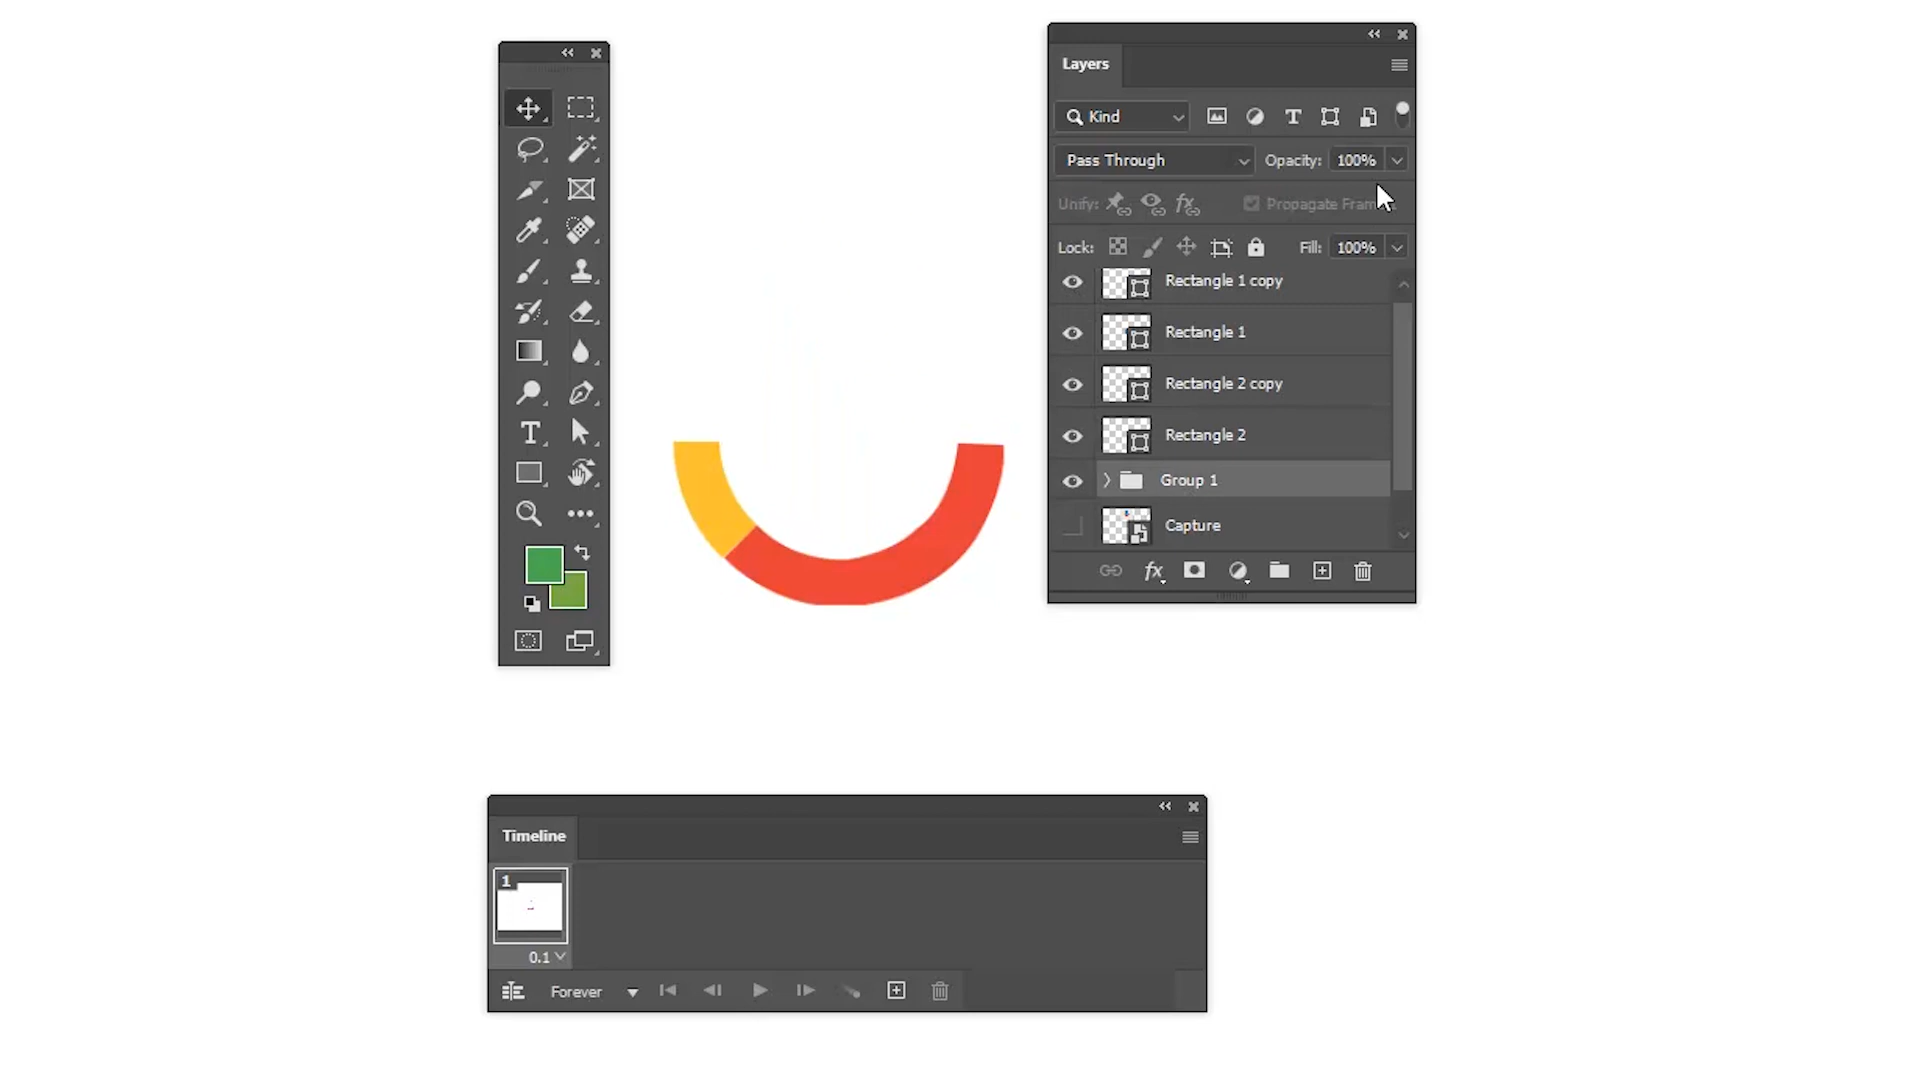 Layers
Kind
Pass Through
Opacity: 100%
Unify:
Propagate Fram
Lock:
Fill: 100%
Rectangle 1 copy
Rectangle 1
Rectangle 2 copy
Rectangle 2
Group 1
Capture
Timeline
1
0.1
Forever